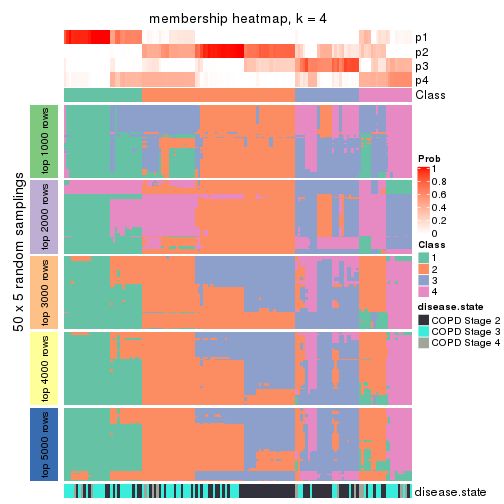 membership heatmap, k = 4
p1
p2
p3
p4
Class
50 x 5 random samplings
top 1000 rows
top 2000 rows
top 3000 rows
top 4000 rows
top 5000 rows
Prob
1
0.8
0.6
0.4
0.2
0
Class
1
2
3
4
disease.state
COPD Stage 2
COPD Stage 3
COPD Stage 4
disease.state